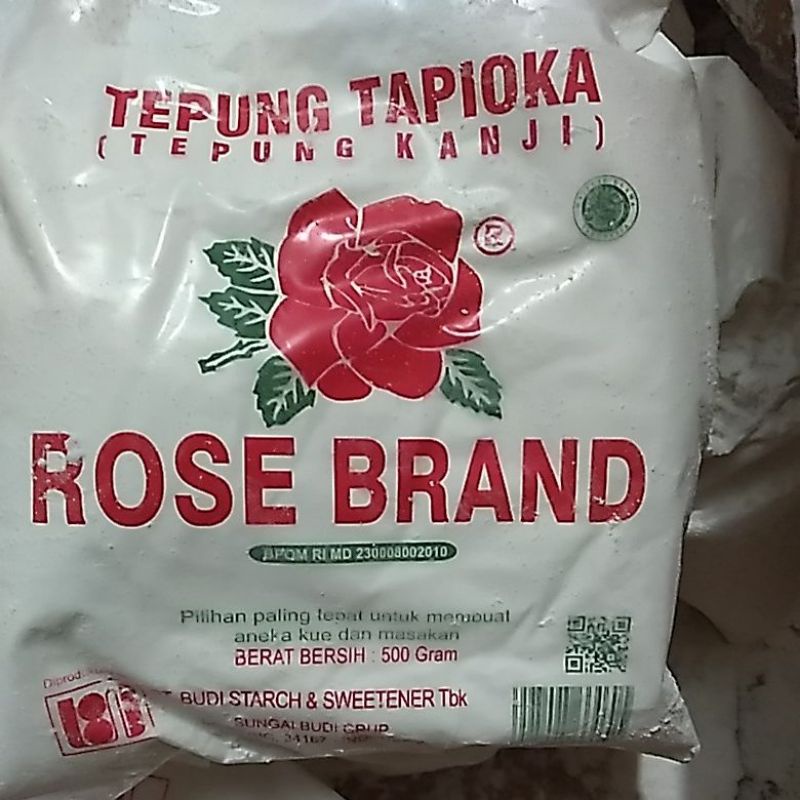 TEPUNG TAPIOKA
(TEPUNG KANJI)
R
ROSE BRAND
BPOM RI MD 230008002010
Pilihan paling tepat untuk membuat
aneka kue dan masakan
BERAT BERSIH : 500 Gram
BUDI STARCH & SWEETENER Tbk
SUNGAI BUDI GRUP